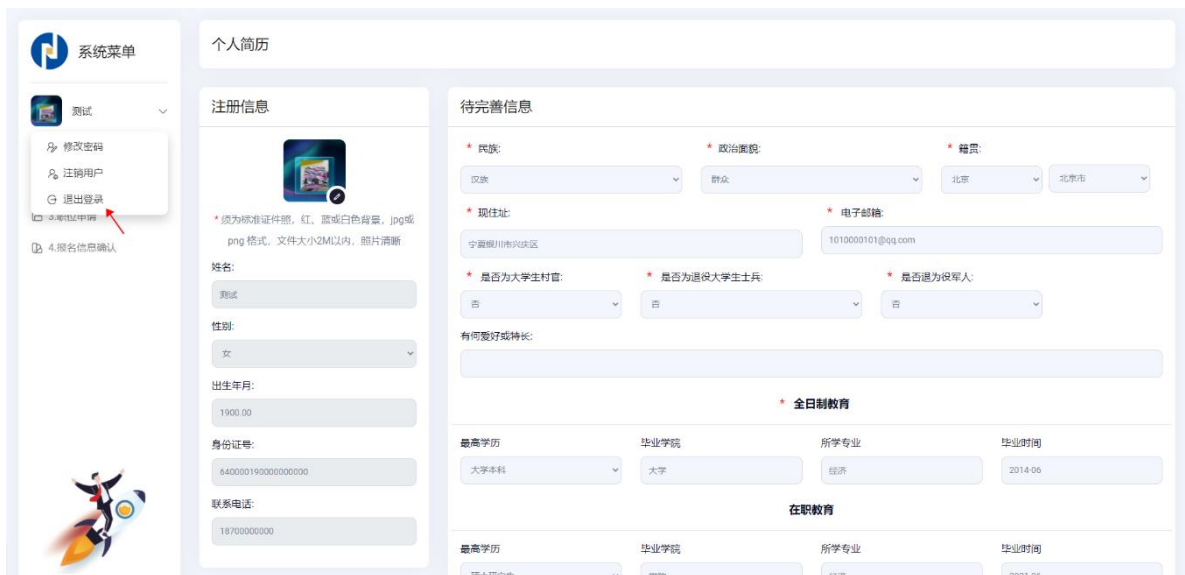 系统菜单
个人简历
测试
修改密码
注销用户
退出登录
3.职位申请
4.报名信息确认
注册信息
* 须为标准证件照，红、蓝或白色背景，jpg或
png 格式，文件大小2M以内，照片清晰
姓名:
测试
性别:
女
出生年月:
1900.00
身份证号:
640000190000000000
联系电话:
18700000000
待完善信息
* 民族: * 政治面貌: * 籍贯:
汉族 群众 北京 北京市
* 现住址: * 电子邮箱:
宁夏银川市兴庆区 1010000101@qq.com
* 是否为大学生村官: * 是否为退役大学生士兵: * 是否退为役军人:
否 否 否
有何爱好或特长:
* 全日制教育
最高学历 毕业学院 所学专业 毕业时间
大学本科 大学 经济 2014-06
在职教育
最高学历 毕业学院 所学专业 毕业时间